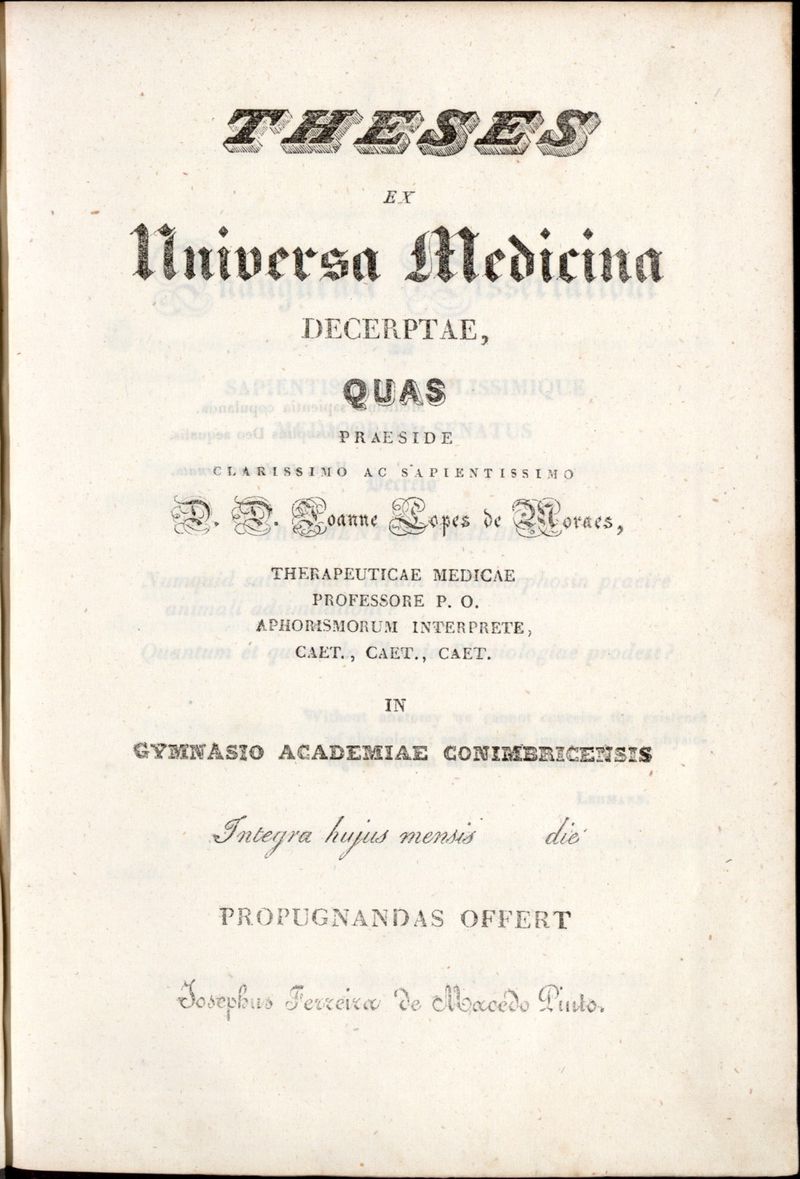 THESES
EX
Universa Medicina
DECERPTAE,
QUAS
PRAESIDE
CLARISSIMO AC SAPIENTISSIMO
D. D. Joanne Lopes de Moraes,
THERAPEUTICAE MEDICAE
PROFESSORE P. O.
APHORISMORUM INTERPRETE,
CAET., CAET., CAET.
IN
GYMNASIO ACADEMIAE CONIMBRICENSIS
Integra hujus mensis die
PROPUGNANDAS OFFERT
Josephus Ferreira de Macedo Pinto.